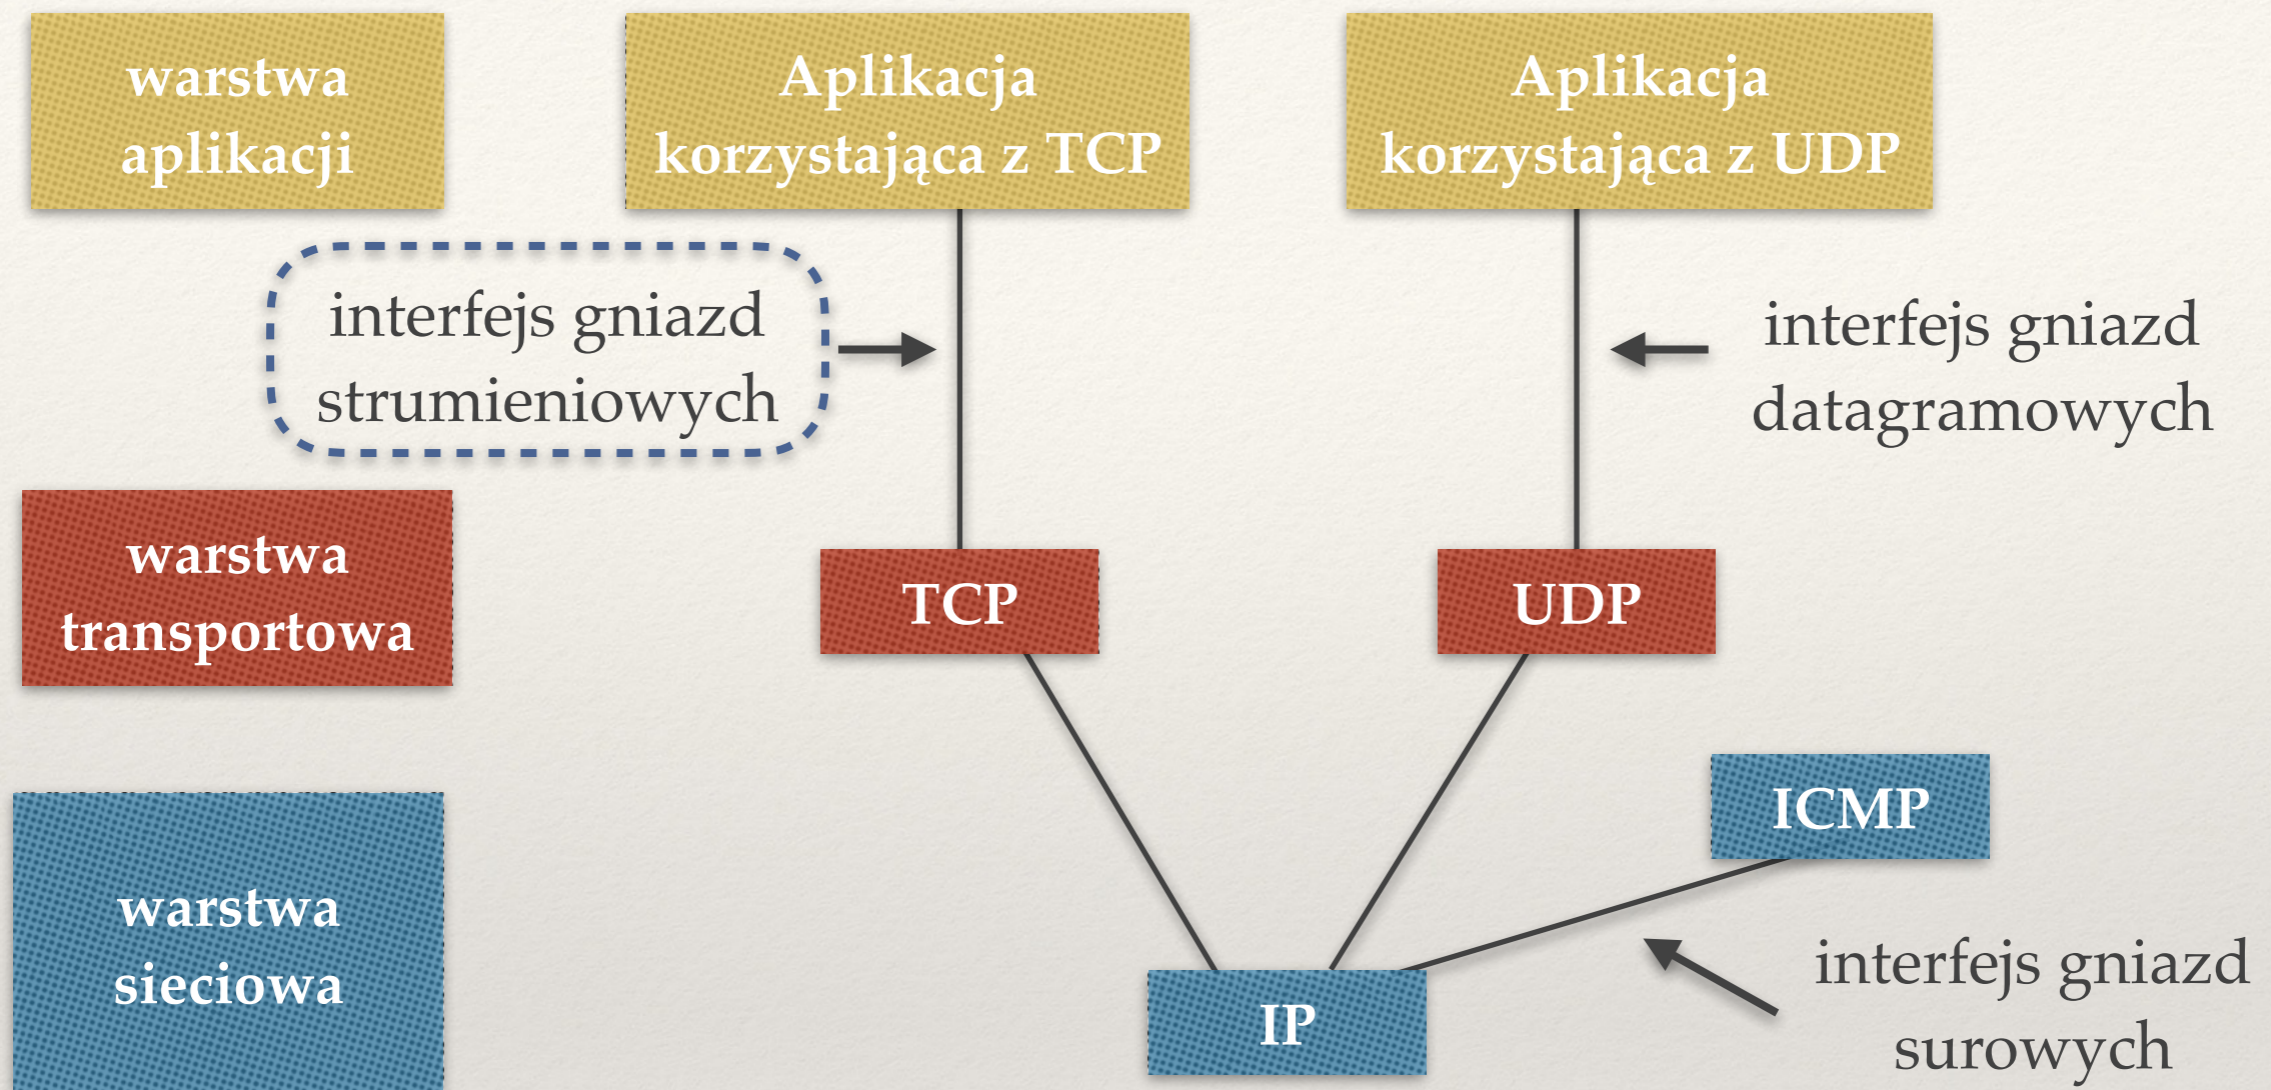 warstwa
aplikacji
Aplikacja
korzystająca z TCP
Aplikacja
korzystająca z UDP
interfejs gniazd
strumieniowych
interfejs gniazd
datagramowych
warstwa
transportowa
TCP
UDP
ICMP
warstwa
sieciowa
interfejs gniazd
surowych
IP